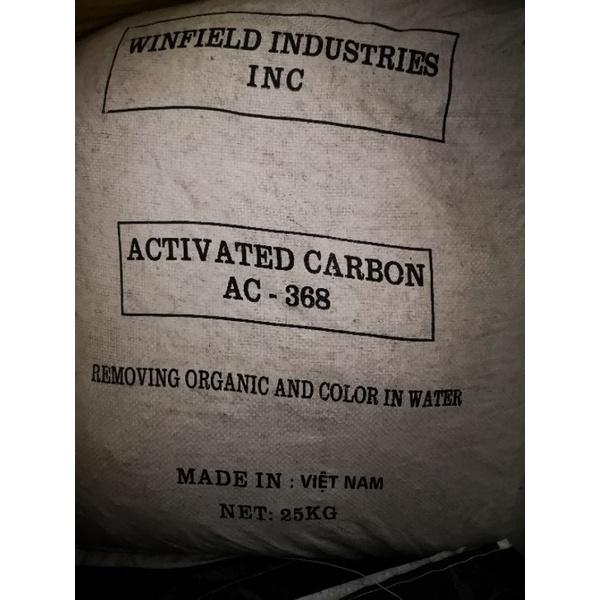 WINFIELD INDUSTRIES
INC
ACTIVATED CARBON
AC - 368
REMOVING ORGANIC AND COLOR IN WATER
MADE IN : VIỆT NAM
NET: 25KG